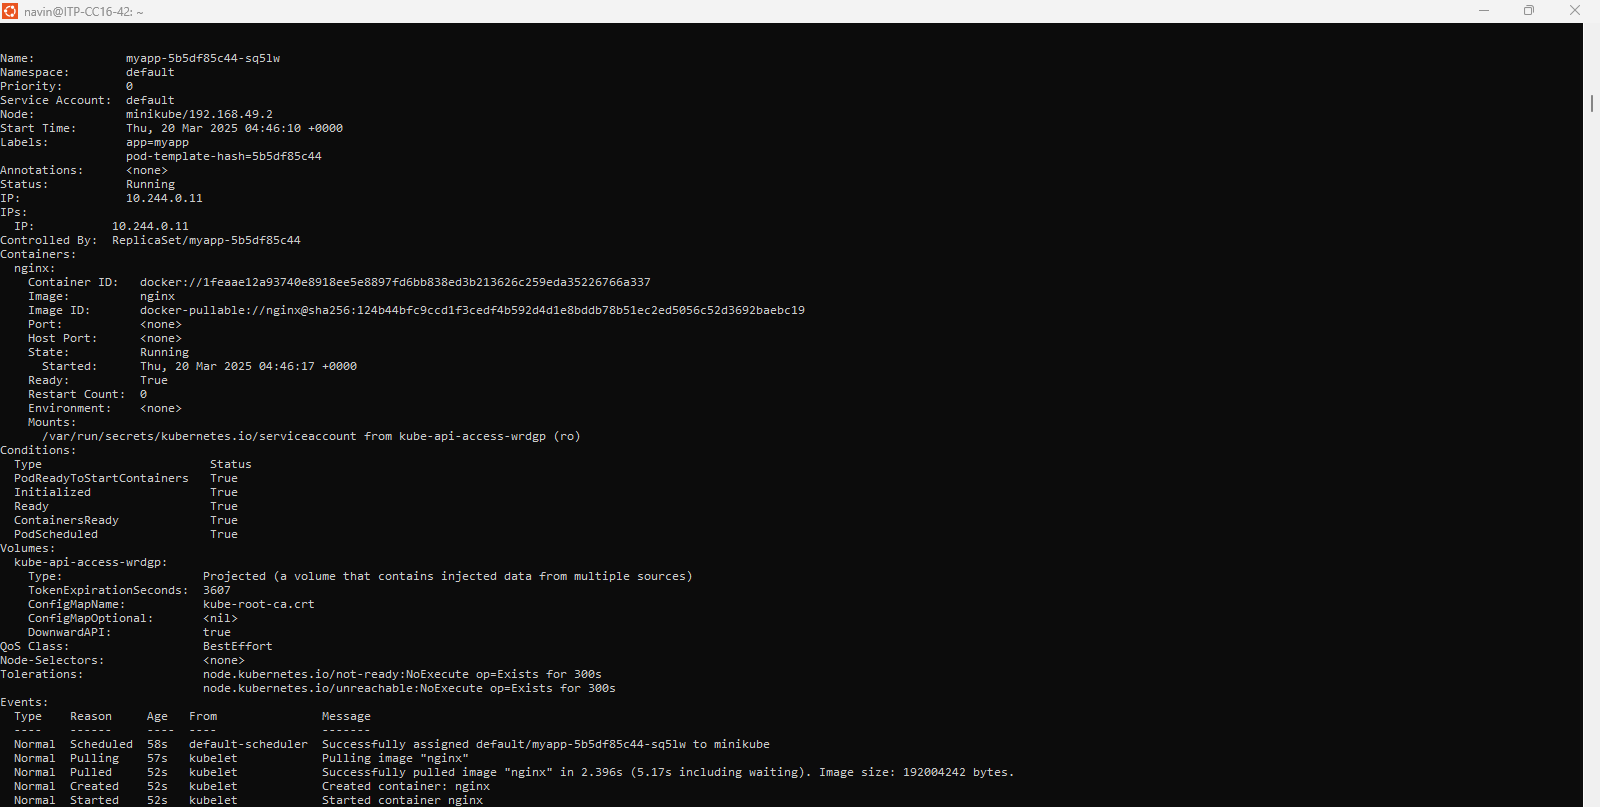 navin@ITP-CC16-42: ~
Name:             myapp-5b5df85c44-sq5lw
Namespace:        default
Priority:         0
Service Account:  default
Node:             minikube/192.168.49.2
Start Time:       Thu, 20 Mar 2025 04:46:10 +0000
Labels:           app=myapp
                  pod-template-hash=5b5df85c44
Annotations:      <none>
Status:           Running
IP:               10.244.0.11
IPs:
  IP:           10.244.0.11
Controlled By:  ReplicaSet/myapp-5b5df85c44
Containers:
  nginx:
    Container ID:   docker://1feaae12a93740e8918ee5e8897fd6bb838ed3b213626c259eda35226766a337
    Image:          nginx
    Image ID:       docker-pullable://nginx@sha256:124b44bfc9ccd1f3cedf4b592d4d1e8bddb78b51ec2ed5056c52d3692baebc19
    Port:           <none>
    Host Port:      <none>
    State:          Running
      Started:      Thu, 20 Mar 2025 04:46:17 +0000
    Ready:          True
    Restart Count:  0
    Environment:    <none>
    Mounts:
      /var/run/secrets/kubernetes.io/serviceaccount from kube-api-access-wrdgp (ro)
Conditions:
  Type                        Status
  PodReadyToStartContainers   True
  Initialized                 True
  Ready                       True
  ContainersReady             True
  PodScheduled                True
Volumes:
  kube-api-access-wrdgp:
    Type:                    Projected (a volume that contains injected data from multiple sources)
    TokenExpirationSeconds:  3607
    ConfigMapName:           kube-root-ca.crt
    ConfigMapOptional:       <nil>
    DownwardAPI:             true
QoS Class:                   BestEffort
Node-Selectors:              <none>
Tolerations:                 node.kubernetes.io/not-ready:NoExecute op=Exists for 300s
                             node.kubernetes.io/unreachable:NoExecute op=Exists for 300s
Events:
  Type    Reason     Age   From               Message
  ----    ------     ----  ----               -------
  Normal  Scheduled  58s   default-scheduler  Successfully assigned default/myapp-5b5df85c44-sq5lw to minikube
  Normal  Pulling    57s   kubelet            Pulling image "nginx"
  Normal  Pulled     52s   kubelet            Successfully pulled image "nginx" in 2.396s (5.17s including waiting). Image size: 192004242 bytes.
  Normal  Created    52s   kubelet            Created container: nginx
  Normal  Started    52s   kubelet            Started container nginx